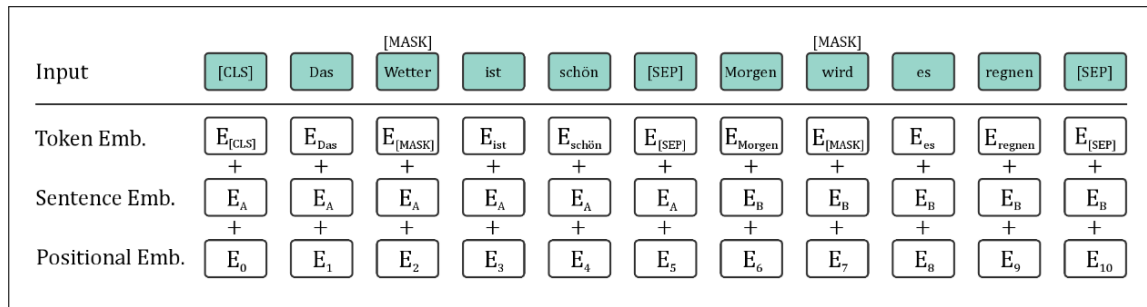 [MASK] [MASK]
Input [CLS] Das Wetter ist schön [SEP] Morgen wird es regnen [SEP]
Token Emb. E[CLS] EDas E[MASK] Eist Eschön E[SEP] EMorgen E[MASK] Ees Eregnen E[SEP]
+ + + + + + + + + + +
Sentence Emb. EA EA EA EA EA EA EB EB EB EB EB
+ + + + + + + + + + +
Positional Emb. E0 E1 E2 E3 E4 E5 E6 E7 E8 E9 E10